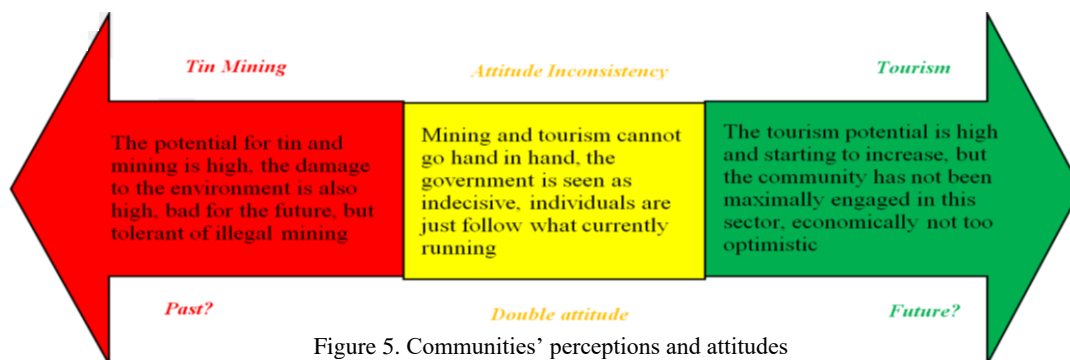 Tin Mining
Attitude Inconsistency
Tourism
The potential for tin and
mining is high, the damage
to the environment is also
high, bad for the future, but
tolerant of illegal mining
Mining and tourism cannot
go hand in hand, the
government is seen as
indecisive, individuals are
just follow what currently
running
The tourism potential is high
and starting to increase, but
the community has not been
maximally engaged in this
sector, economically not too
optimistic
Past?
Double attitude
Future?
Figure 5. Communities’ perceptions and attitudes